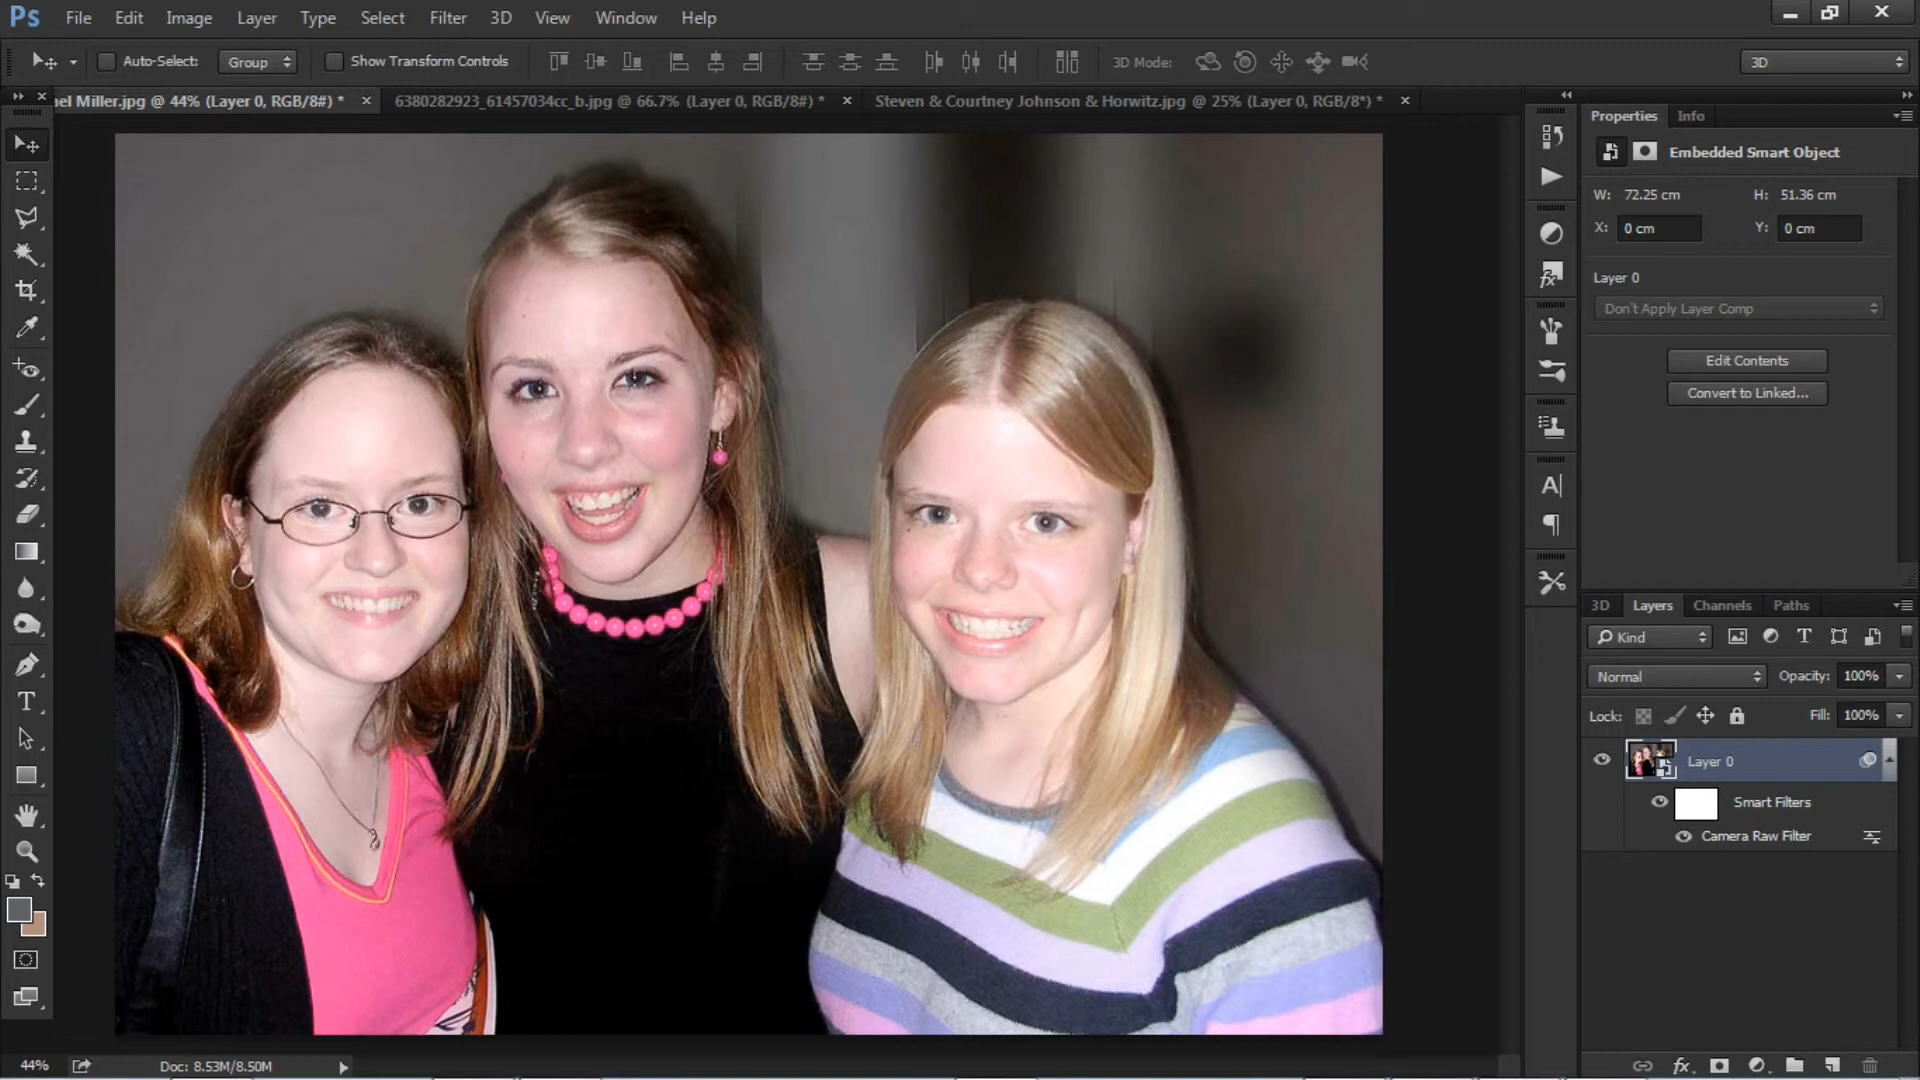 Ps File Edit Image Layer Type Select Filter 3D View Window Help
Auto-Select: Group Show Transform Controls 3D Mode: 3D
ael Miller.jpg @ 44% (Layer 0, RGB/8#) * × 6380282923_61457034cc_b.jpg @ 66.7% (Layer 0, RGB/8#) * × Steven & Courtney Johnson & Horwitz.jpg @ 25% (Layer 0, RGB/8*) * ×
Properties Info
Embedded Smart Object
W: 72.25 cm H: 51.36 cm
X: 0 cm Y: 0 cm
Layer 0
Don't Apply Layer Comp
Edit Contents
Convert to Linked...
3D Layers Channels Paths
Kind
Normal Opacity: 100%
Lock: Fill: 100%
Layer 0
Smart Filters
Camera Raw Filter
44% Doc: 8.53M/8.50M